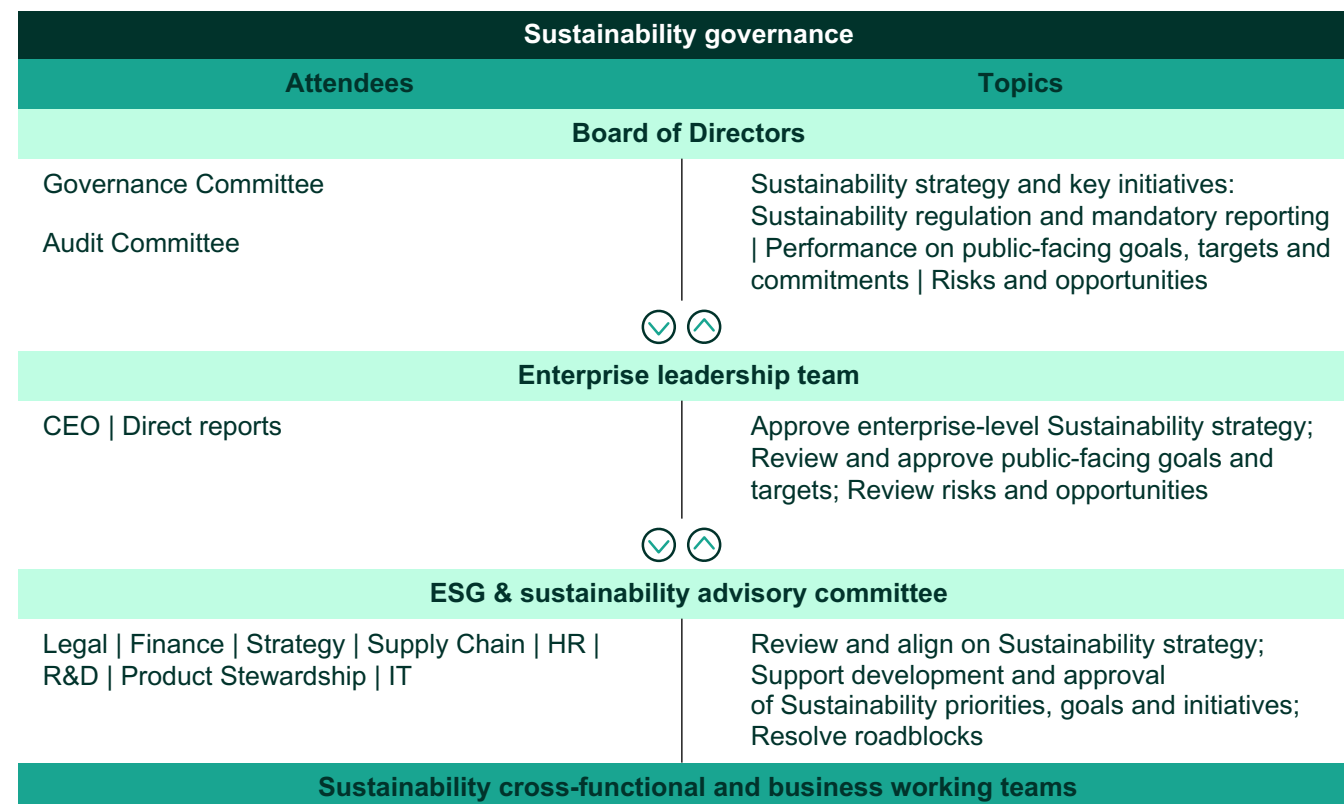 Sustainability governance
Attendees
Topics
Board of Directors
Governance Committee
Audit Committee
Sustainability strategy and key initiatives:
Sustainability regulation and mandatory reporting
| Performance on public-facing goals, targets and
commitments | Risks and opportunities
Enterprise leadership team
CEO | Direct reports
Approve enterprise-level Sustainability strategy;
Review and approve public-facing goals and
targets; Review risks and opportunities
ESG & sustainability advisory committee
Legal | Finance | Strategy | Supply Chain | HR |
R&D | Product Stewardship | IT
Review and align on Sustainability strategy;
Support development and approval
of Sustainability priorities, goals and initiatives;
Resolve roadblocks
Sustainability cross-functional and business working teams